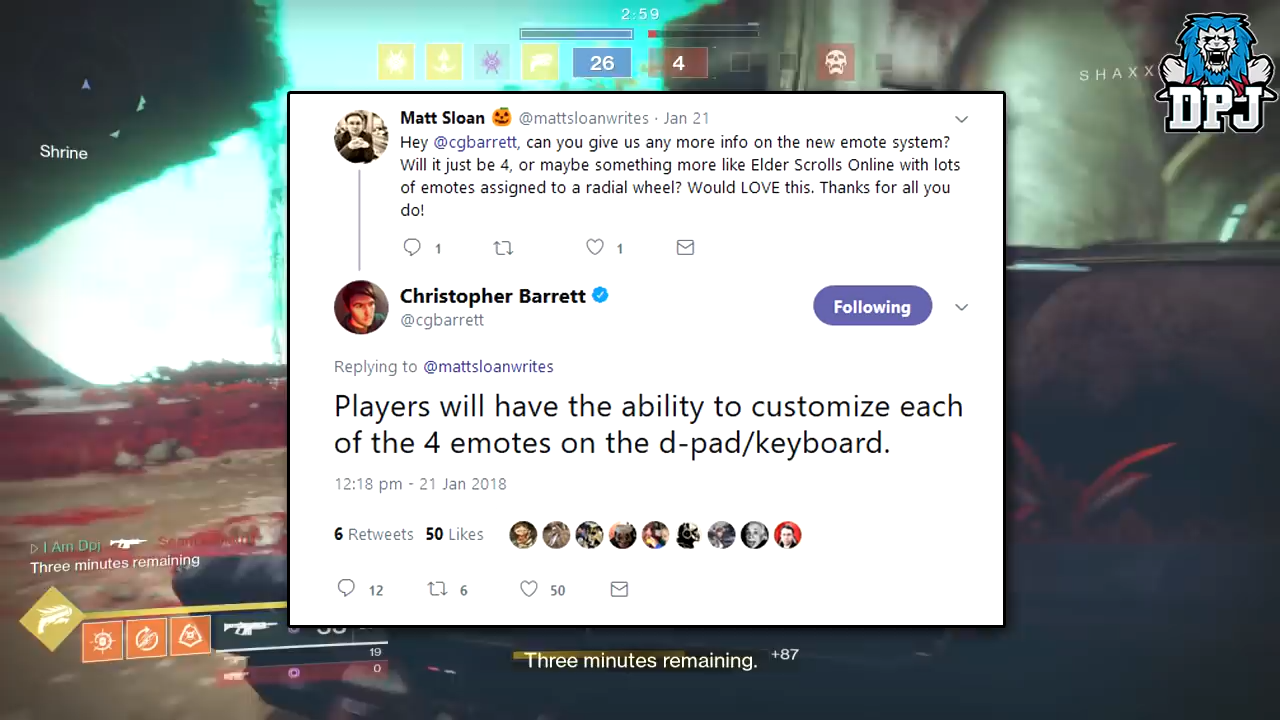 2:59
26
4
SHAXX
DPJ
Shrine
Matt Sloan 🎃 @mattsloanwrites · Jan 21
Hey @cgbarrett, can you give us any more info on the new emote system?
Will it just be 4, or maybe something more like Elder Scrolls Online with lots
of emotes assigned to a radial wheel? Would LOVE this. Thanks for all you
do!
1
1
Christopher Barrett
@cgbarrett
Following
Replying to @mattsloanwrites
Players will have the ability to customize each
of the 4 emotes on the d-pad/keyboard.
12:18 pm - 21 Jan 2018
6 Retweets 50 Likes
12
6
50
I Am Dpj
Three minutes remaining
19
0
Three minutes remaining.
+87